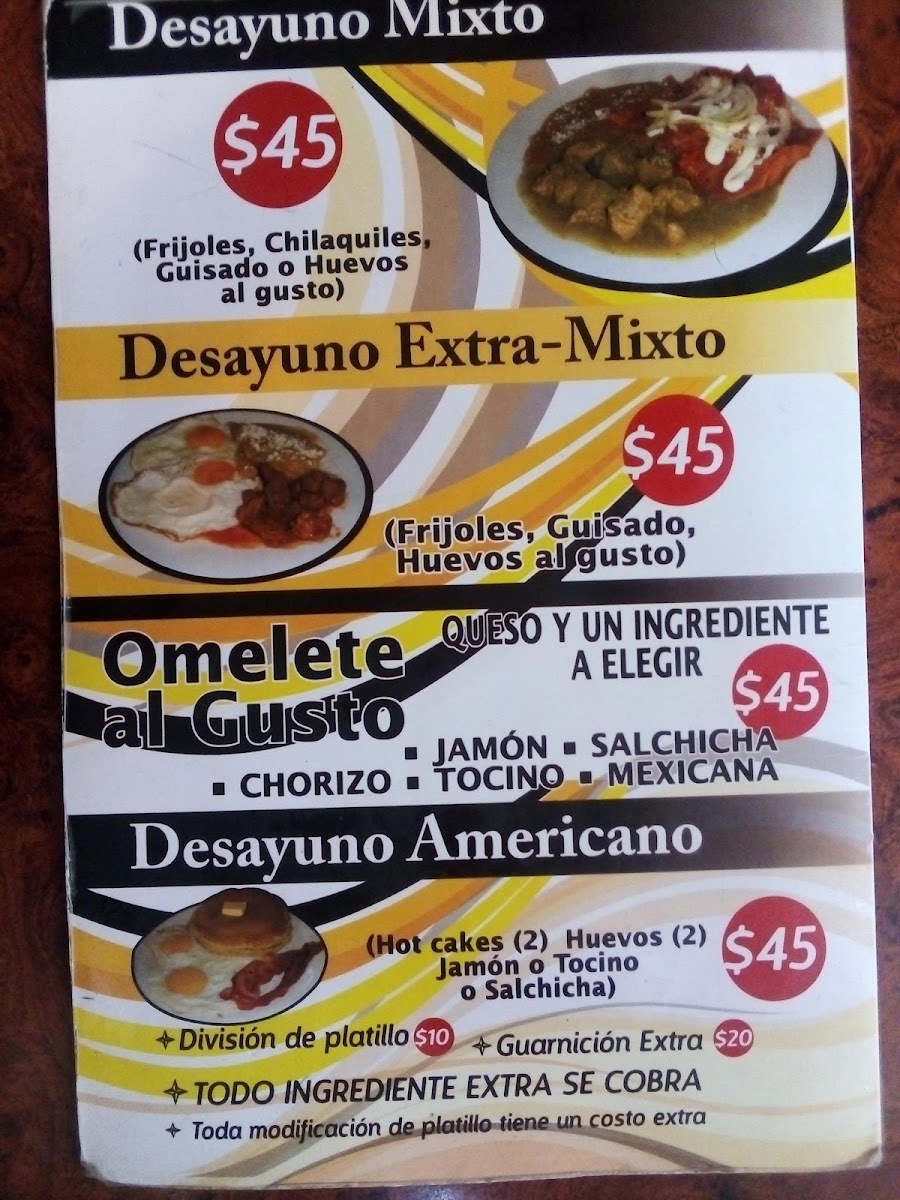 Desayuno Mixto
$45
(Frijoles, Chilaquiles,
Guisado o Huevos
al gusto)
Desayuno Extra-Mixto
$45
(Frijoles, Guisado,
Huevos al gusto)
Omelete
al Gusto
QUESO Y UN INGREDIENTE
A ELEGIR
$45
▪ JAMÓN ▪ SALCHICHA
▪ CHORIZO ▪ TOCINO ▪ MEXICANA
Desayuno Americano
(Hot cakes (2) Huevos (2)
Jamón o Tocino
o Salchicha)
$45
✧ División de platillo $10 ✧ Guarnición Extra $20
✧ TODO INGREDIENTE EXTRA SE COBRA
✧ Toda modificación de platillo tiene un costo extra